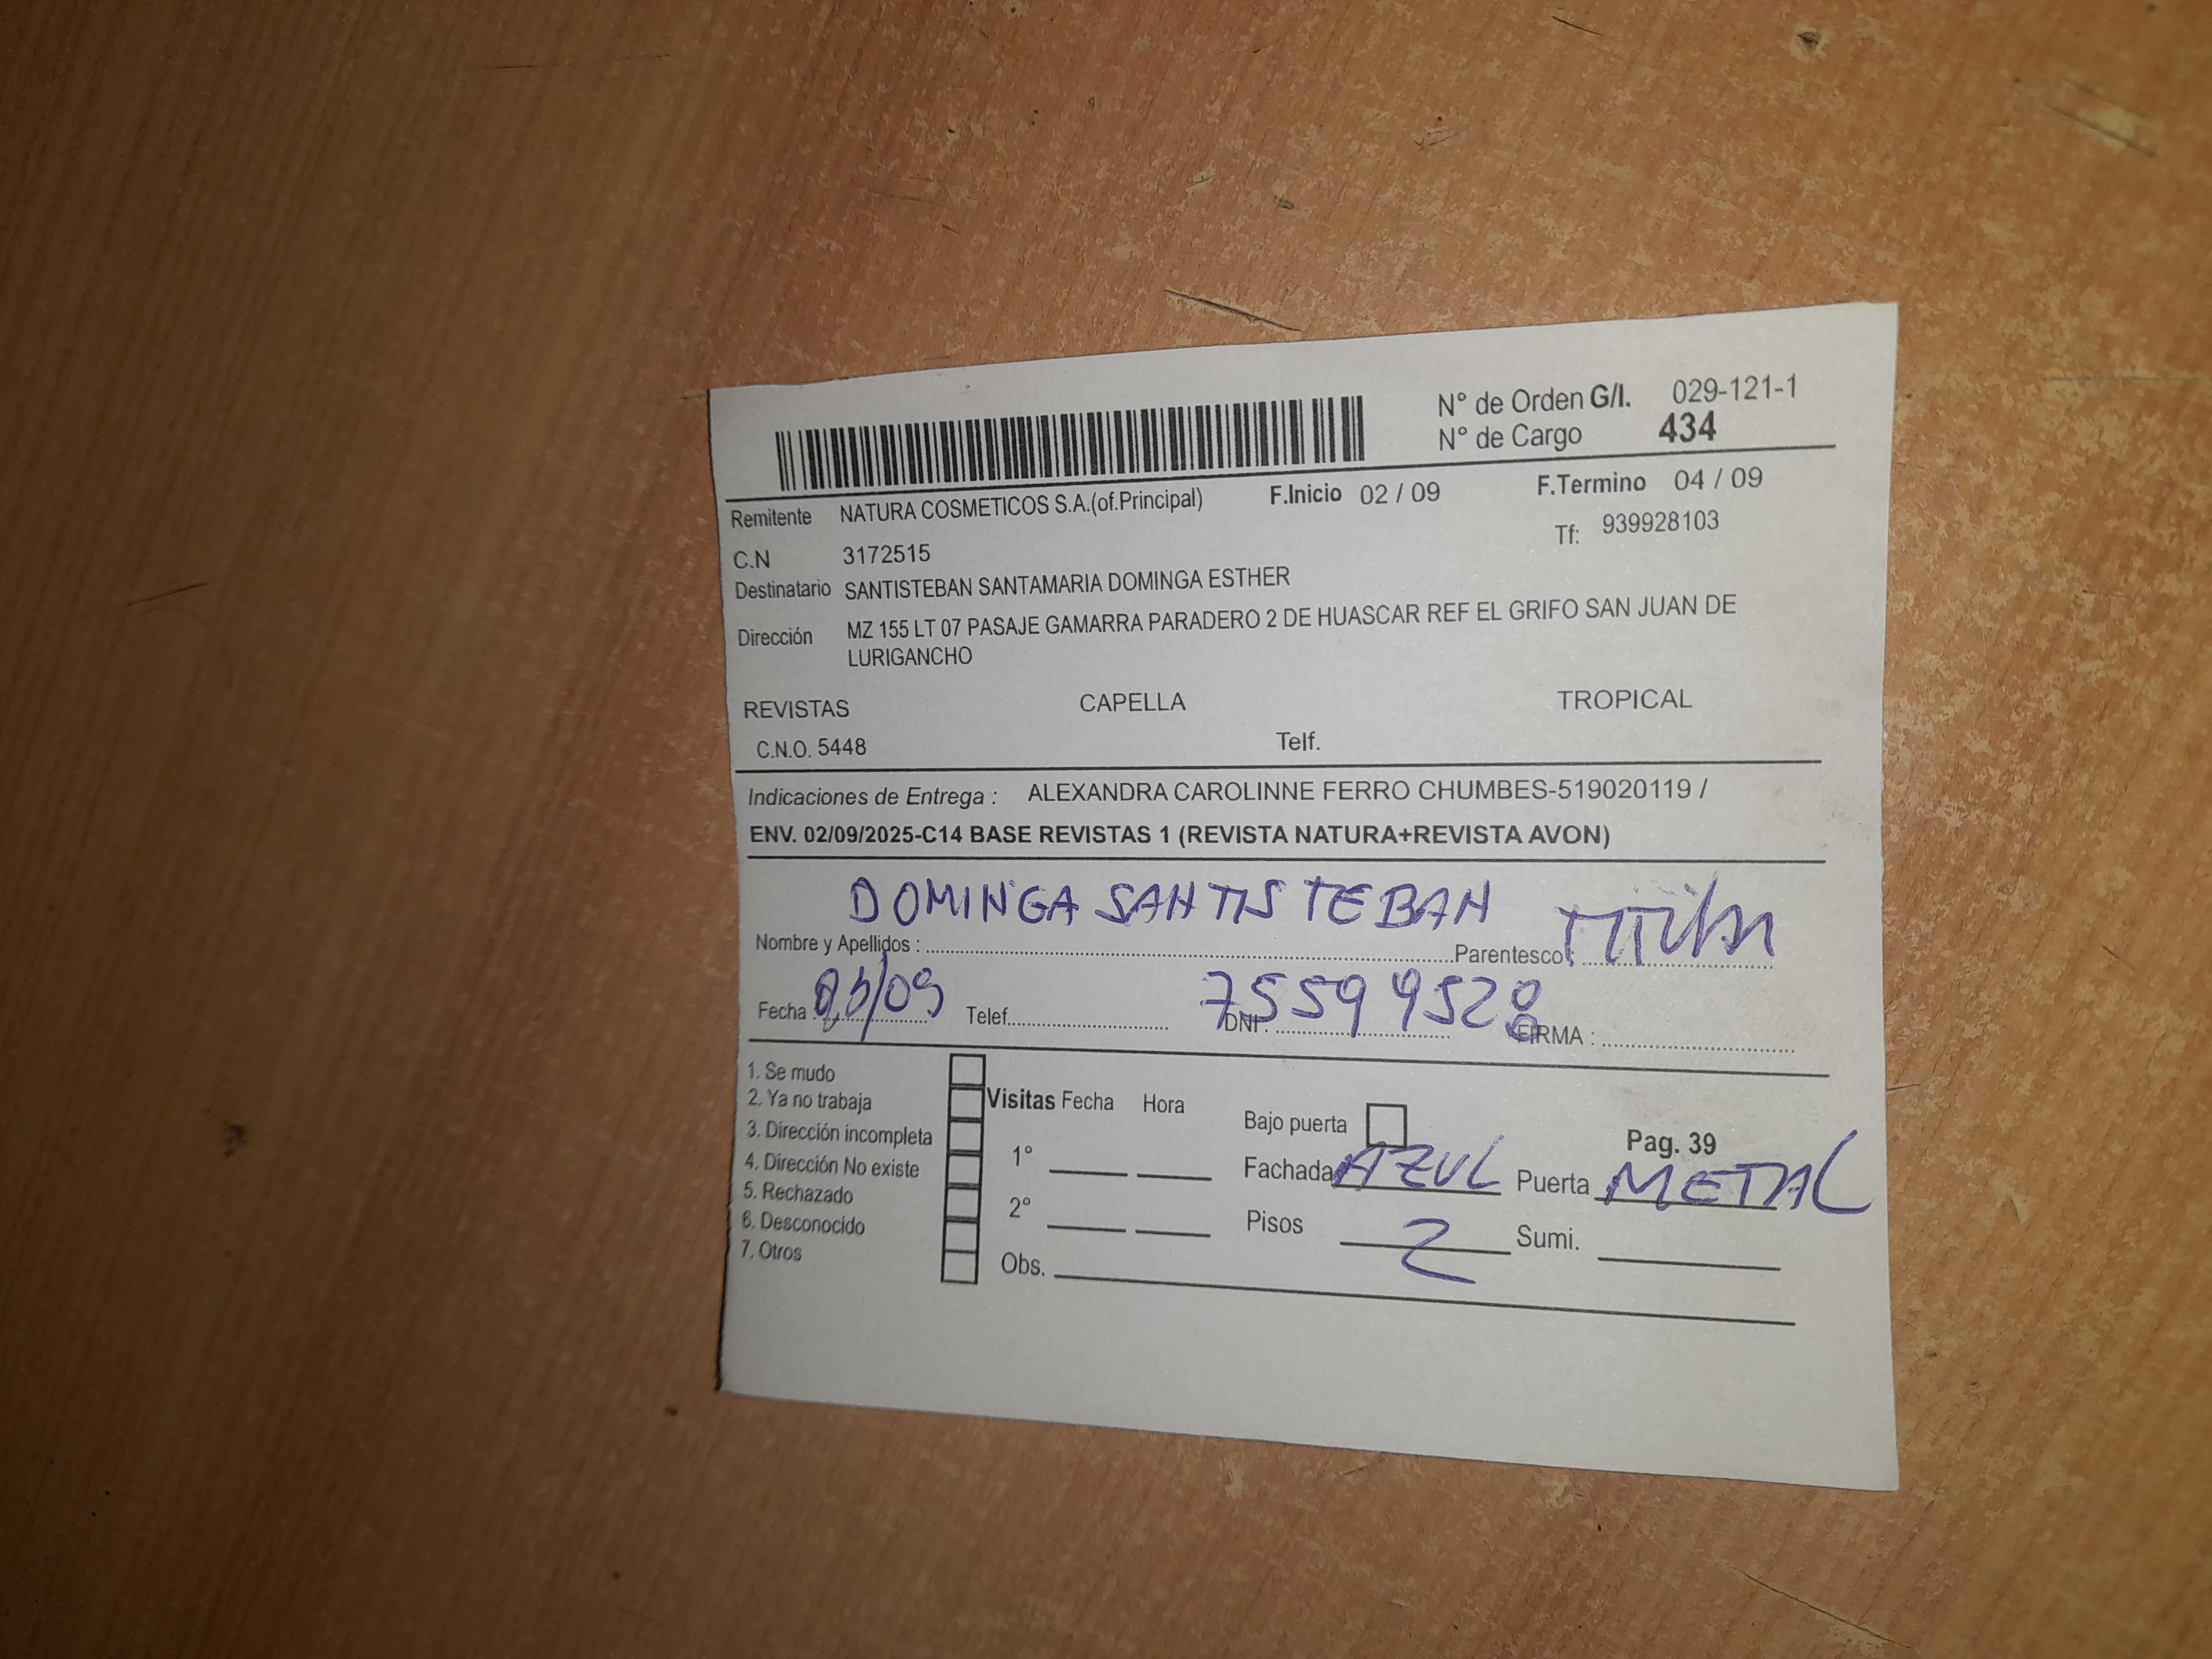 N° de Orden G/I. 029-121-1
N° de Cargo 434
Remitente NATURA COSMETICOS S.A.(of.Principal) F.Inicio 02 / 09 F.Termino 04 / 09
C.N 3172515 Tf: 939928103
Destinatario SANTISTEBAN SANTAMARIA DOMINGA ESTHER
Dirección MZ 155 LT 07 PASAJE GAMARRA PARADERO 2 DE HUASCAR REF EL GRIFO SAN JUAN DE
LURIGANCHO
REVISTAS CAPELLA TROPICAL
C.N.O. 5448 Telf.
Indicaciones de Entrega : ALEXANDRA CAROLINNE FERRO CHUMBES-519020119 /
ENV. 02/09/2025-C14 BASE REVISTAS 1 (REVISTA NATURA+REVISTA AVON)
Nombre y Apellidos : DOMINGA SANTISTEBAN Parentesco :
Fecha : Telef. DNI : 75599528 FIRMA :
1. Se mudo
2. Ya no trabaja
3. Dirección incompleta
4. Dirección No existe
5. Rechazado
6. Desconocido
7. Otros
Visitas Fecha Hora
1°
2°
Obs.
Bajo puerta Pag. 39
Fachada AZUL Puerta METAL
Pisos 2 Sumi.